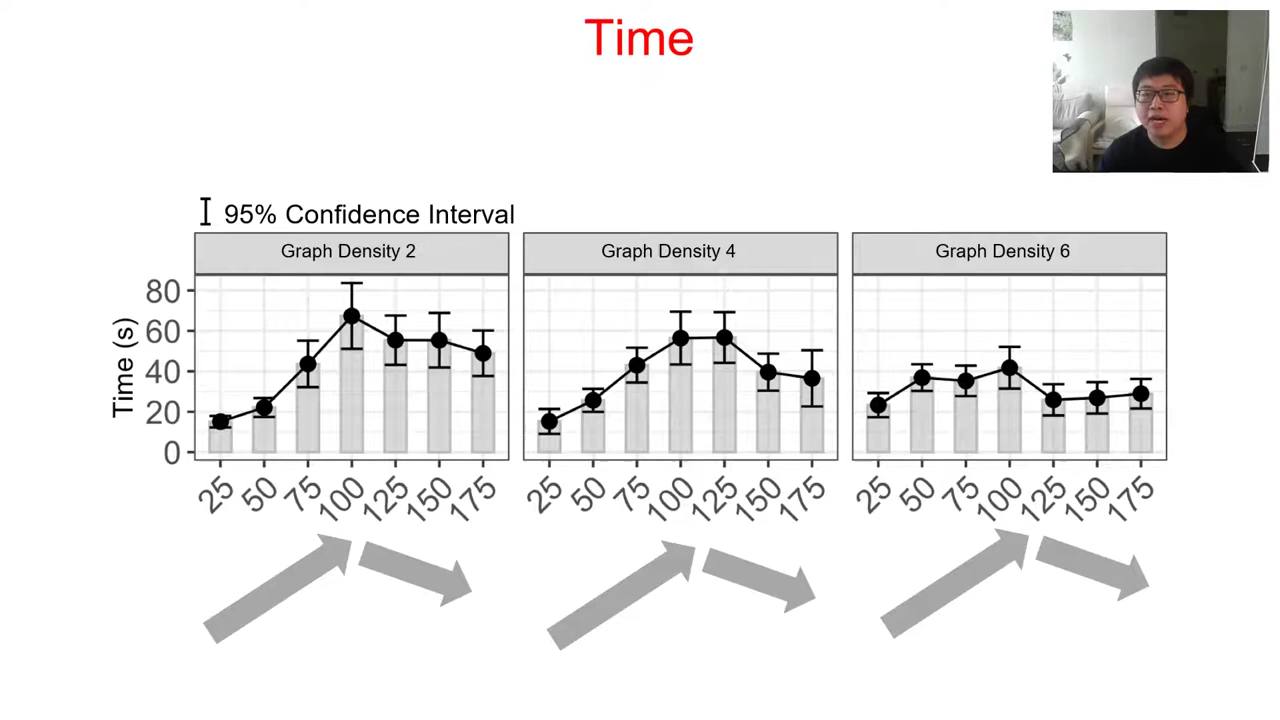 Time
95% Confidence Interval
Graph Density 2
Graph Density 4
Graph Density 6
Time (s)
80
60
40
20
0
25 50 75 100 125 150 175
25 50 75 100 125 150 175
25 50 75 100 125 150 175